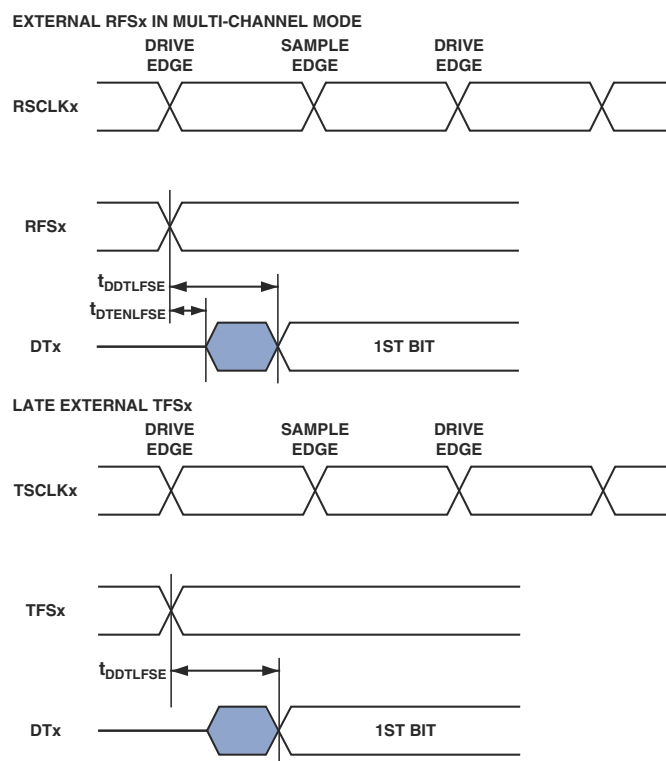 EXTERNAL RFSx IN MULTI-CHANNEL MODE
DRIVE EDGE
SAMPLE EDGE
DRIVE EDGE
RSCLKx
RFSx
tDDTLFSE
tDTENLFSE
DTx
1ST BIT
LATE EXTERNAL TFSx
DRIVE EDGE
SAMPLE EDGE
DRIVE EDGE
TSCLKx
TFSx
tDDTLFSE
DTx
1ST BIT